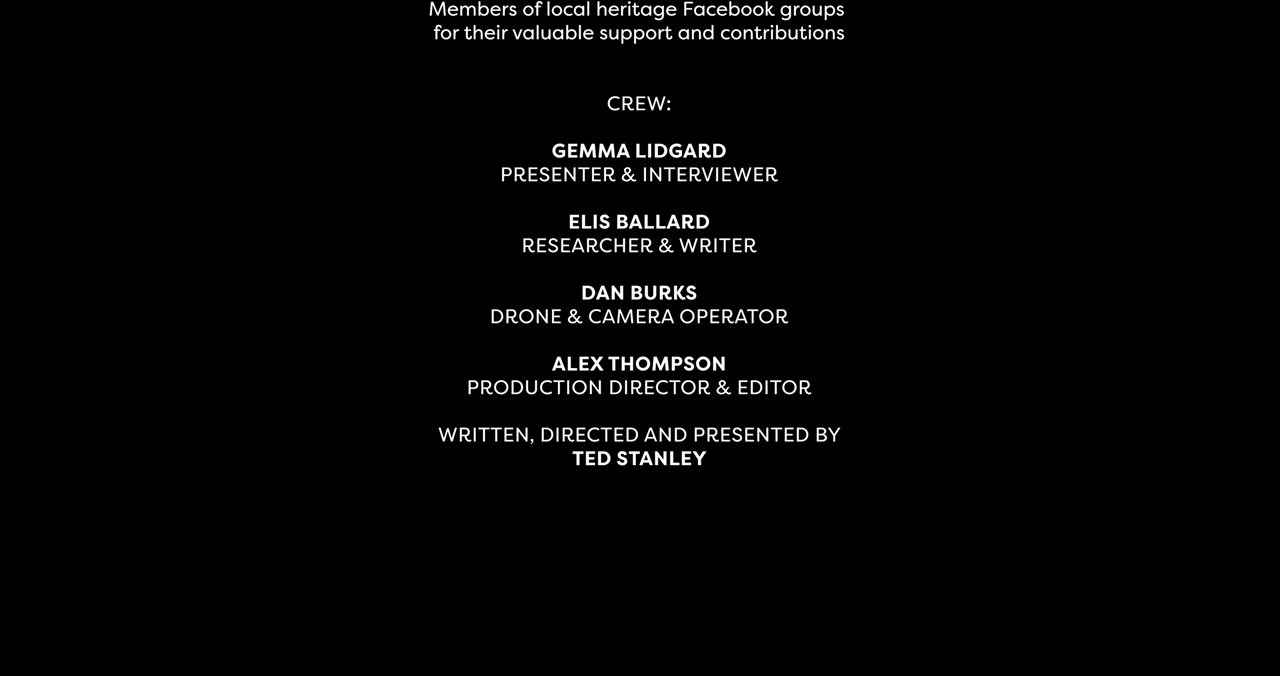 Members of local heritage Facebook groups
for their valuable support and contributions
CREW:
GEMMA LIDGARD
PRESENTER & INTERVIEWER
ELIS BALLARD
RESEARCHER & WRITER
DAN BURKS
DRONE & CAMERA OPERATOR
ALEX THOMPSON
PRODUCTION DIRECTOR & EDITOR
WRITTEN, DIRECTED AND PRESENTED BY
TED STANLEY